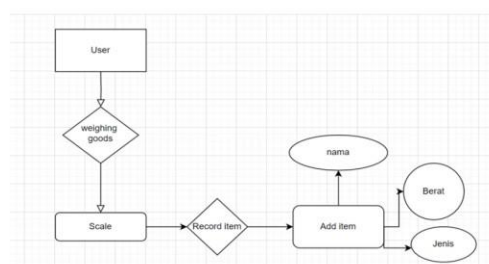 User
weighing
goods
nama
Berat
Scale
Record item
Add item
Jenis